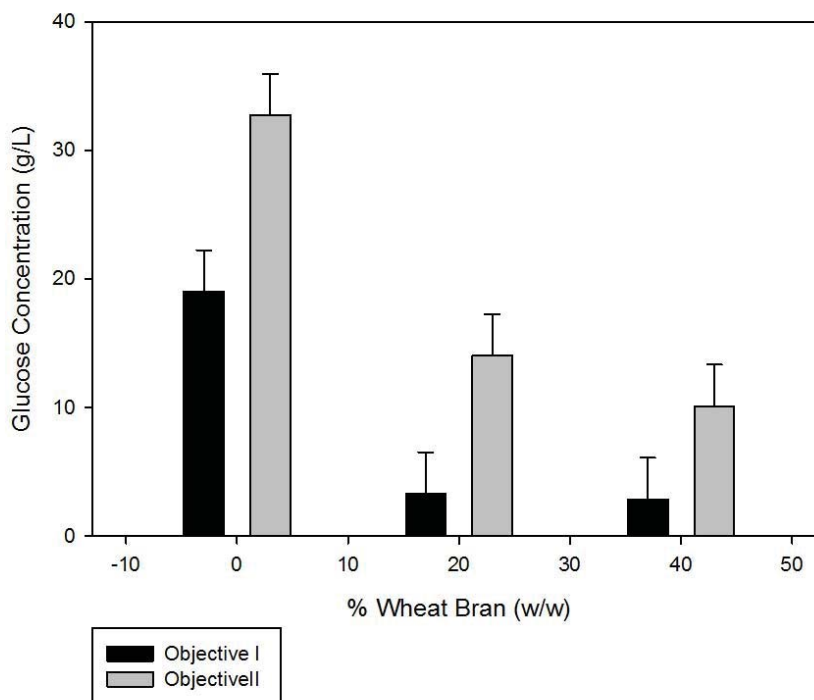 40
30
20
10
0
Glucose Concentration (g/L)
-10 0 10 20 30 40 50
% Wheat Bran (w/w)
Objective I
ObjectiveII